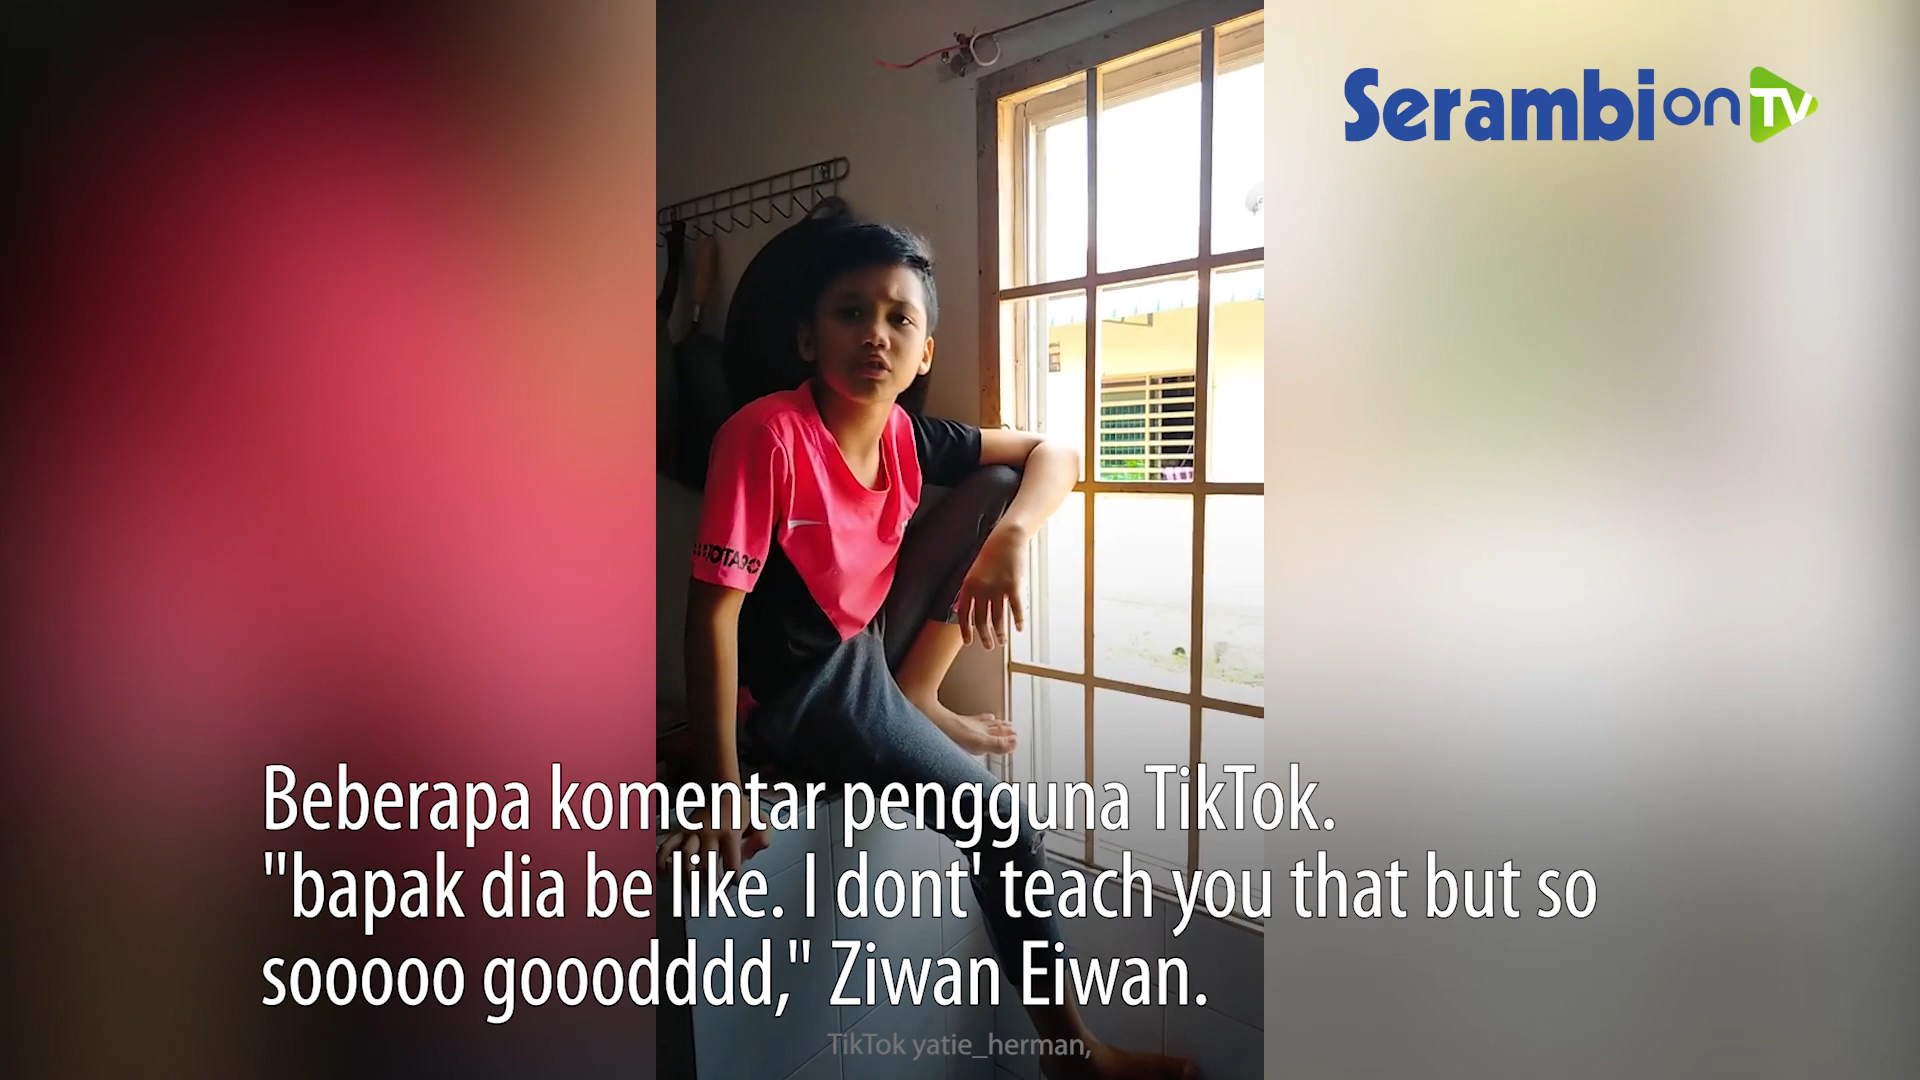 Serambi on TV
Beberapa komentar pengguna TikTok.
"bapak dia be like. I dont' teach you that but so
sooooo gooodddd," Ziwan Eiwan.
TikTok yatie_herman,